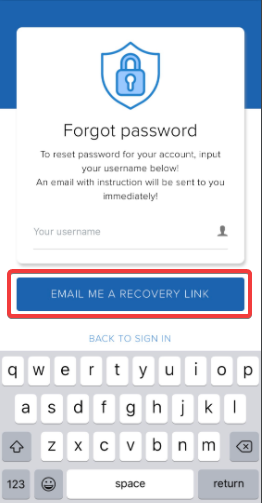 Forgot password
To reset password for your account, input
your username below!
An email with instruction will be sent to you
immediately!
Your username
EMAIL ME A RECOVERY LINK
BACK TO SIGN IN
q w e r t y u i o p
a s d f g h j k l
z x c v b n m
123 space return